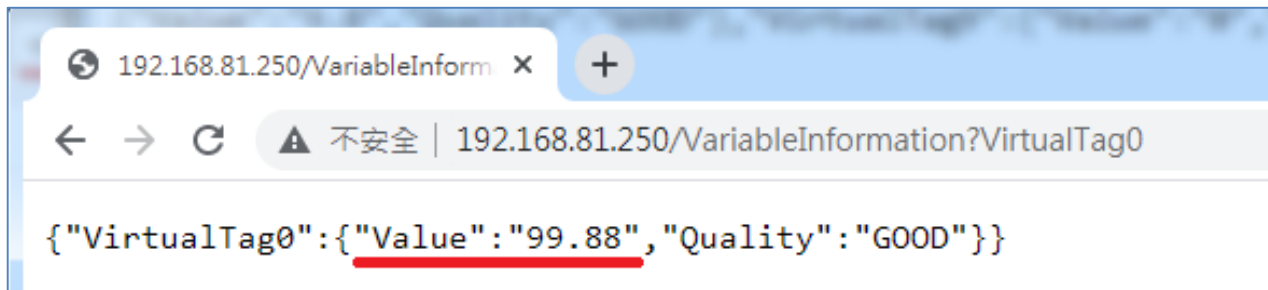 192.168.81.250/VariableInform
不安全 | 192.168.81.250/VariableInformation?VirtualTag0
{"VirtualTag0":{"Value":"99.88","Quality":"GOOD"}}